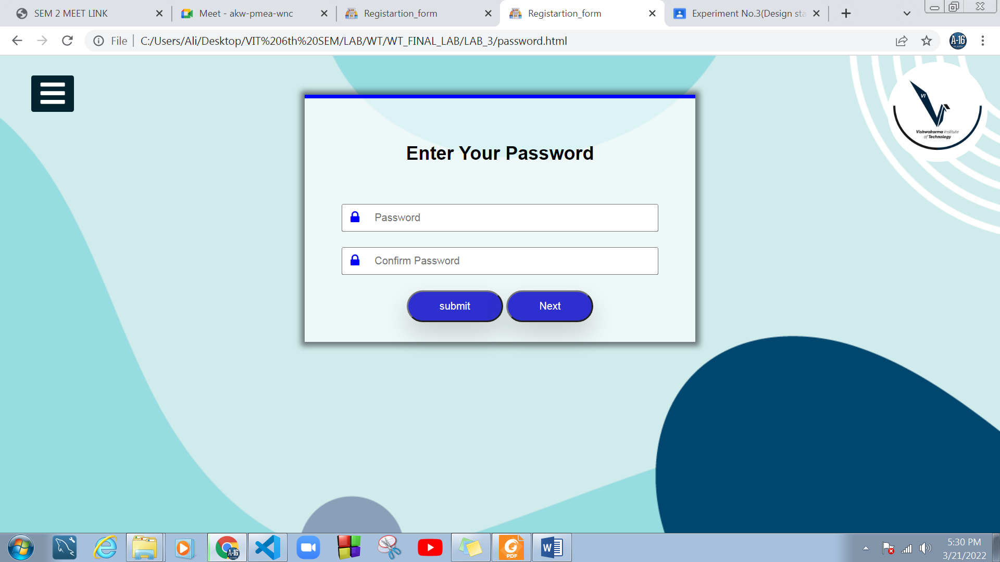 SEM 2 MEET LINK
Meet - akw-pmea-wnc
Registartion_form
Registartion_form
Experiment No.3(Design sta
File
C:/Users/Ali/Desktop/VIT%206th%20SEM/LAB/WT/WT_FINAL_LAB/LAB_3/password.html
A-16
VI
Vishwakarma Institute
of Technology
Enter Your Password
Password
Confirm Password
submit
Next
A-16
PDF
W
5:30 PM
3/21/2022